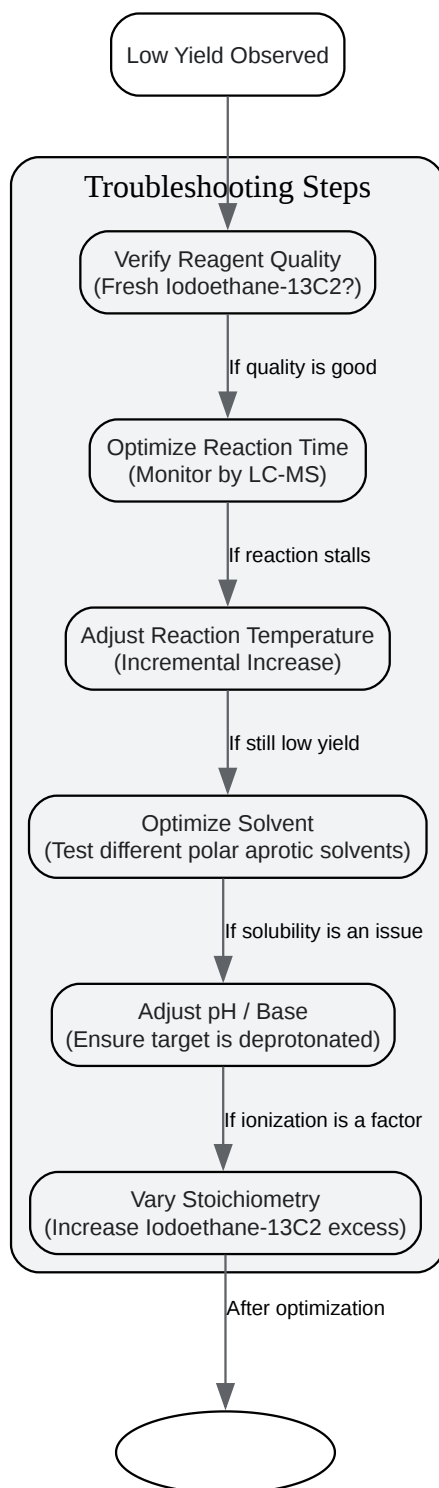 Low Yield Observed
Troubleshooting Steps
Verify Reagent Quality
(Fresh Iodoethane-13C2?)
If quality is good
Optimize Reaction Time
(Monitor by LC-MS)
If reaction stalls
Adjust Reaction Temperature
(Incremental Increase)
If still low yield
Optimize Solvent
(Test different polar aprotic solvents)
If solubility is an issue
Adjust pH / Base
(Ensure target is deprotonated)
If ionization is a factor
Vary Stoichiometry
(Increase Iodoethane-13C2 excess)
After optimization